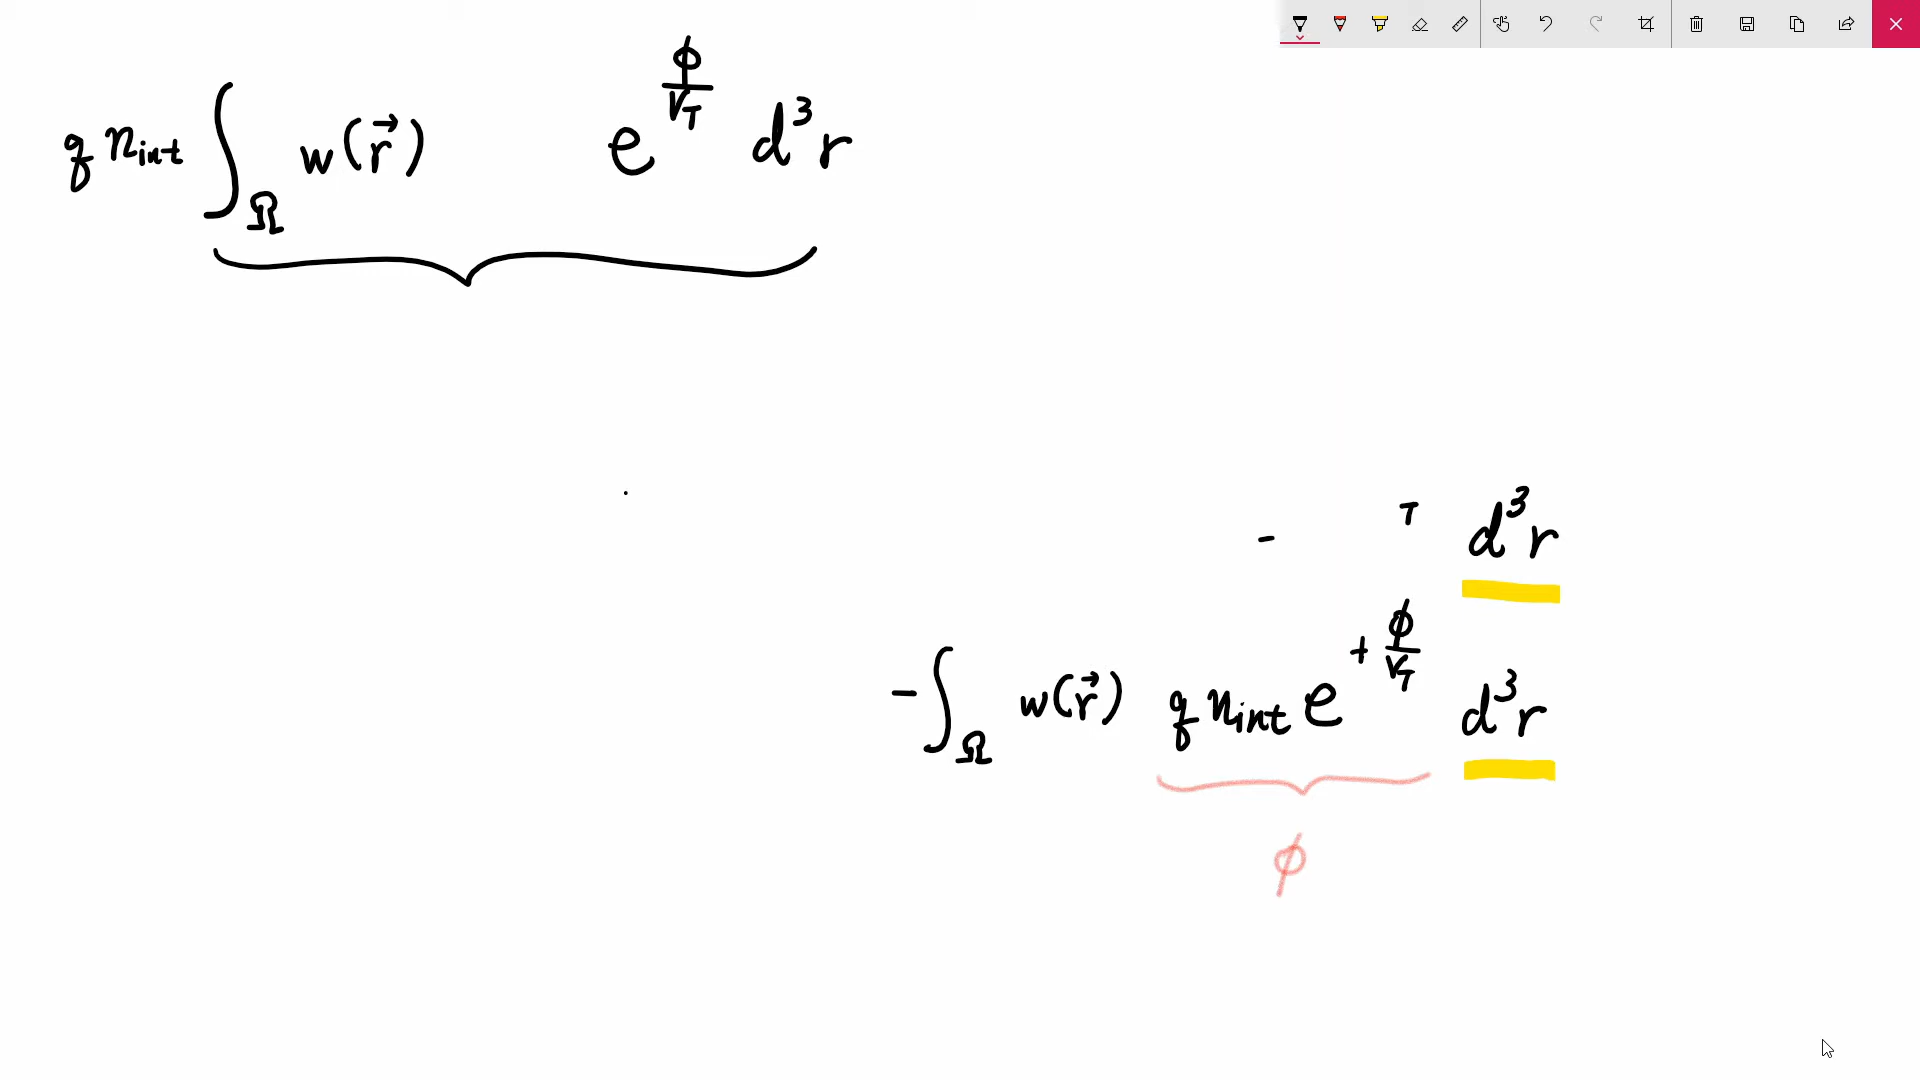 q n_int ∫_Ω w(r⃗) e^{ϕ/V_T} d³r
- T d³r
- ∫_Ω w(r⃗) q n_int e^{+ϕ/V_T} d³r
ϕ